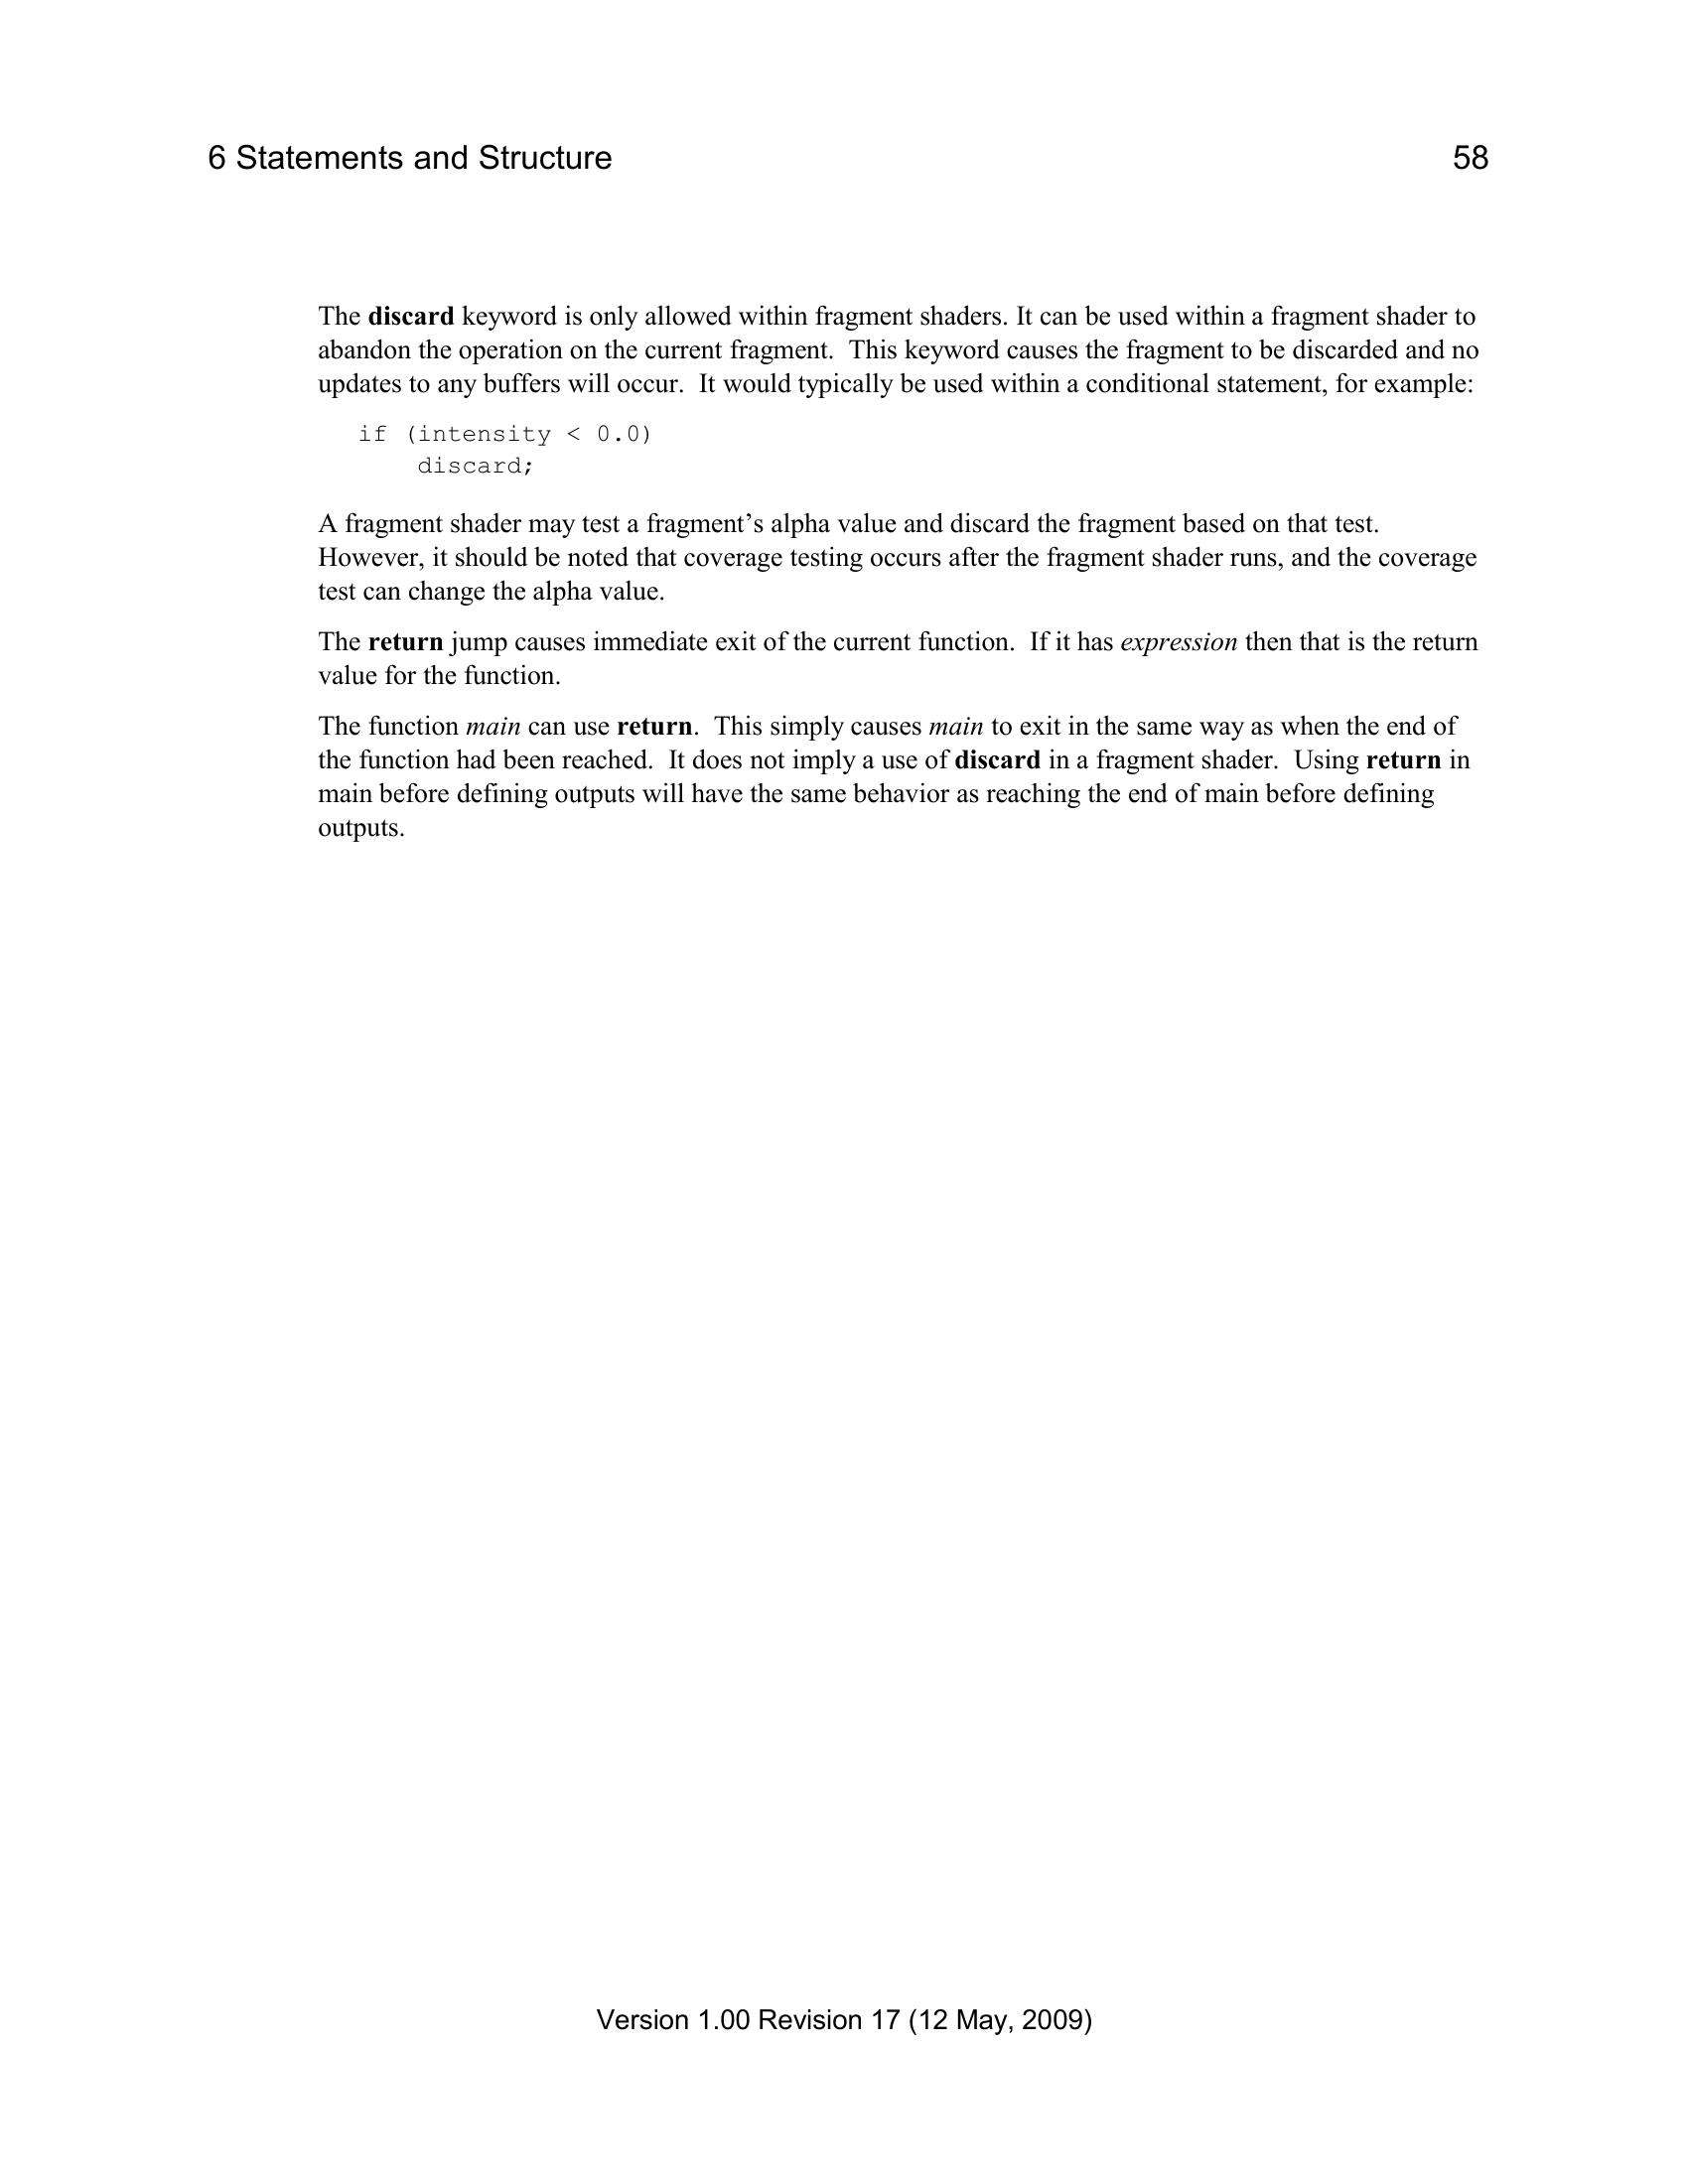 6 Statements and Structure 58
The discard keyword is only allowed within fragment shaders. It can be used within a fragment shader to
abandon the operation on the current fragment.  This keyword causes the fragment to be discarded and no
updates to any buffers will occur.  It would typically be used within a conditional statement, for example:
if (intensity < 0.0)
    discard;
A fragment shader may test a fragment’s alpha value and discard the fragment based on that test.
However, it should be noted that coverage testing occurs after the fragment shader runs, and the coverage
test can change the alpha value.
The return jump causes immediate exit of the current function.  If it has expression then that is the return
value for the function.
The function main can use return.  This simply causes main to exit in the same way as when the end of
the function had been reached.  It does not imply a use of discard in a fragment shader.  Using return in
main before defining outputs will have the same behavior as reaching the end of main before defining
outputs.
Version 1.00 Revision 17 (12 May, 2009)